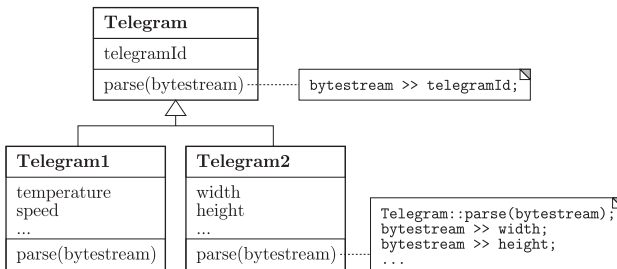 Telegram
telegramId
parse(bytestream)
bytestream >> telegramId;
Telegram1
temperature
speed
...
parse(bytestream)
Telegram2
width
height
...
parse(bytestream)
Telegram::parse(bytestream);
bytestream >> width;
bytestream >> height;
...